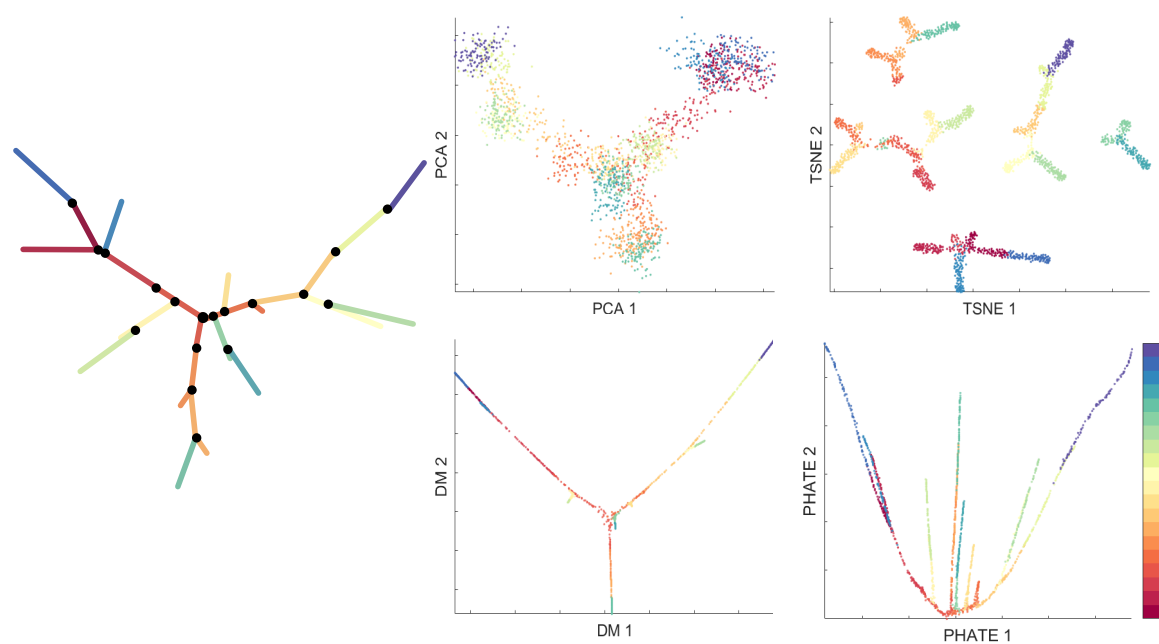 PCA 2
PCA 1
TSNE 2
TSNE 1
DM 2
DM 1
PHATE 2
PHATE 1